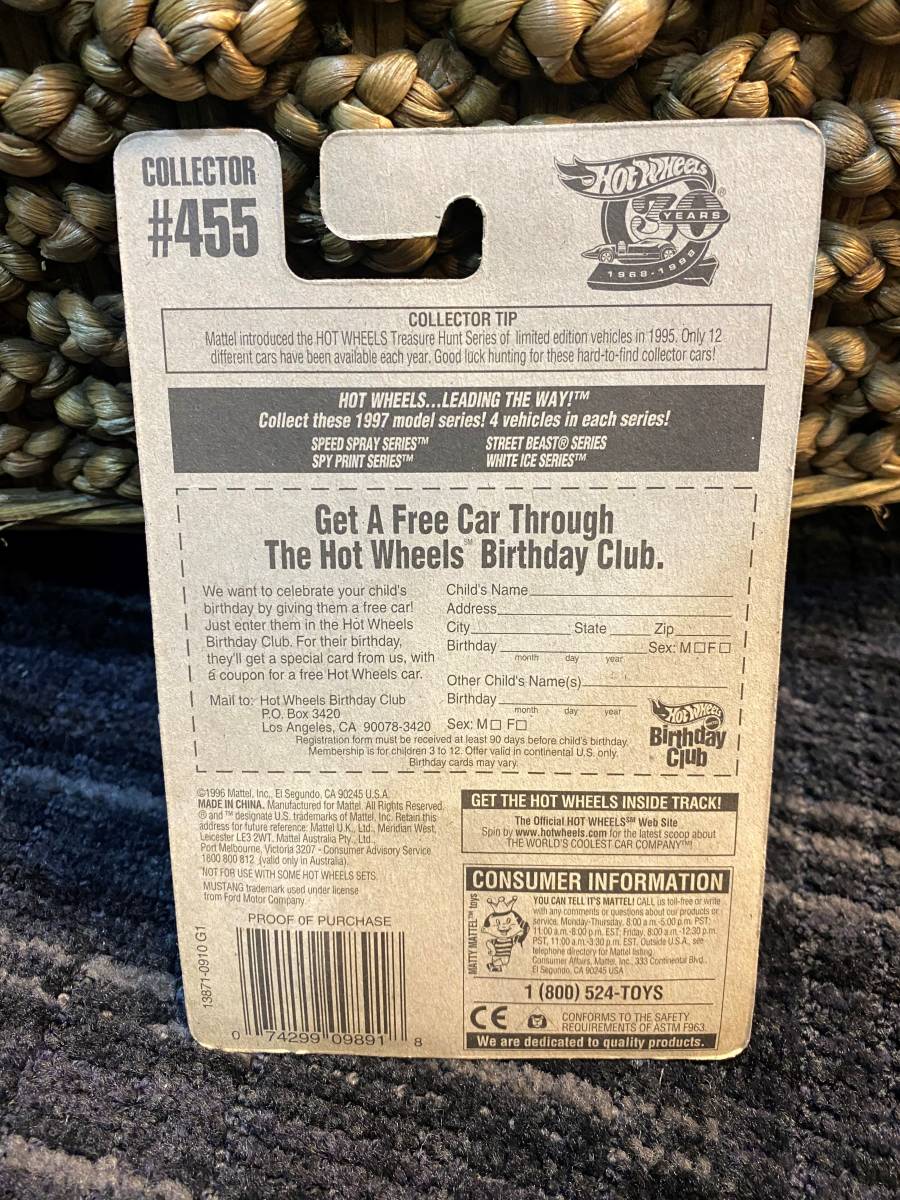 COLLECTOR
#455
HOT WHEELS
®
30
YEARS
1968-1998
COLLECTOR TIP
Mattel introduced the HOT WHEELS Treasure Hunt Series of limited edition vehicles in 1995. Only 12
different cars have been available each year. Good luck hunting for these hard-to-find collector cars!
HOT WHEELS...LEADING THE WAY!™
Collect these 1997 model series! 4 vehicles in each series!
SPEED SPRAY SERIES™ STREET BEAST® SERIES
SPY PRINT SERIES™ WHITE ICE SERIES™
Get A Free Car Through
The Hot Wheels℠ Birthday Club.
We want to celebrate your child's
birthday by giving them a free car!
Just enter them in the Hot Wheels
Birthday Club. For their birthday,
they'll get a special card from us, with
a coupon for a free Hot Wheels car.
Mail to: Hot Wheels Birthday Club
P.O. Box 3420
Los Angeles, CA 90078-3420
Child's Name
Address
City State Zip
Birthday Sex: M☐F☐
month day year
Other Child's Name(s)
Birthday
month day year
Sex: M☐ F☐
Hot Wheels
Birthday
Club
Registration form must be received at least 90 days before child's birthday.
Membership is for children 3 to 12. Offer valid in continental U.S. only.
Birthday cards may vary.
©1996 Mattel, Inc., El Segundo, CA 90245 U.S.A.
MADE IN CHINA. Manufactured for Mattel. All Rights Reserved.
® and ™ designate U.S. trademarks of Mattel, Inc. Retain this
address for future reference: Mattel U.K., Ltd., Meridian West,
Leicester LE3 2WT. Mattel Australia Pty., Ltd.,
Port Melbourne, Victoria 3207 - Consumer Advisory Service
1800 800 812 (valid only in Australia).
NOT FOR USE WITH SOME HOT WHEELS SETS.
MUSTANG trademark used under license
from Ford Motor Company.
PROOF OF PURCHASE
13871-0910 G1
0 74299 09891 8
GET THE HOT WHEELS INSIDE TRACK!
The Official HOT WHEELS℠ Web Site
Spin by www.hotwheels.com for the latest scoop about
THE WORLD'S COOLEST CAR COMPANY™!
CONSUMER INFORMATION
MATTY MATTEL™ toys
YOU CAN TELL IT'S MATTEL! CALL us toll-free or write
with any comments or questions about our products or
service. Monday-Thursday, 8:00 a.m.-5:00 p.m. PST;
11:00 a.m.-8:00 p.m. EST; Friday, 8:00 a.m.-12:30 p.m.
PST, 11:00 a.m.-3:30 p.m. EST. Outside U.S.A., see
telephone directory for Mattel listing.
Consumer Affairs, Mattel, Inc., 333 Continental Blvd.,
El Segundo, CA 90245 USA
1 (800) 524-TOYS
CE
CONFORMS TO THE SAFETY
REQUIREMENTS OF ASTM F963.
We are dedicated to quality products.